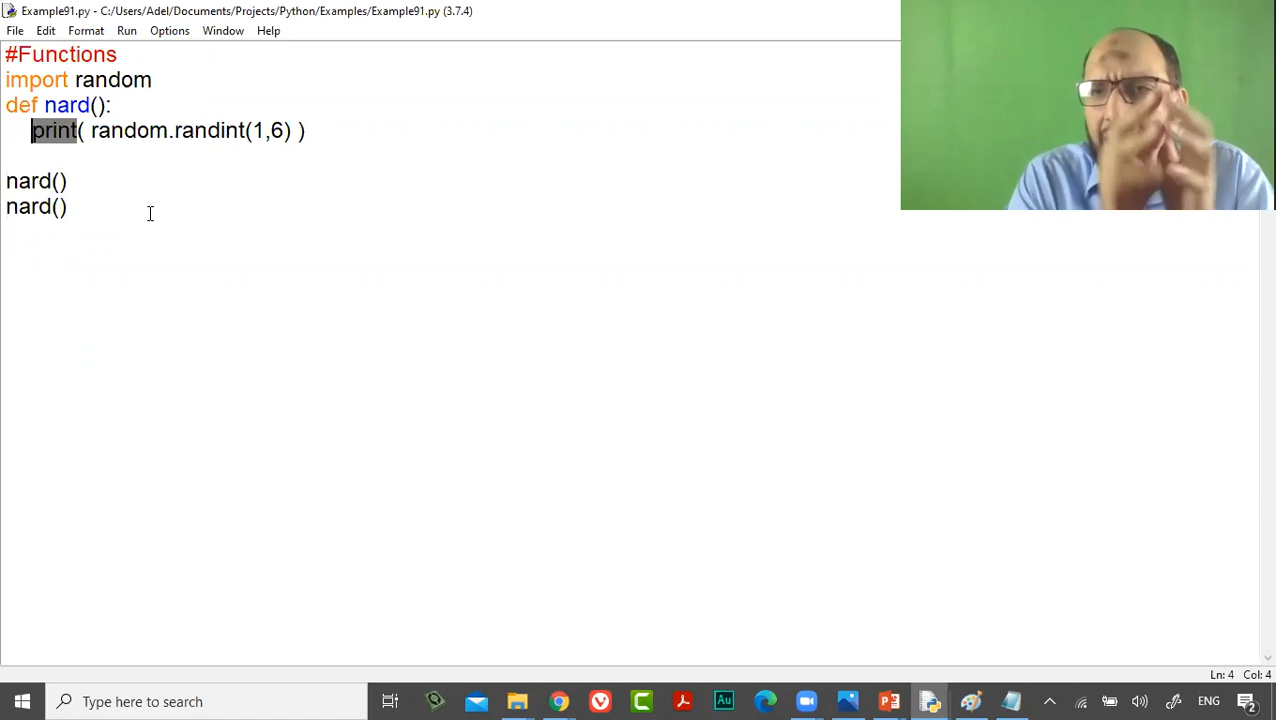 Example91.py - C:/Users/Adel/Documents/Projects/Python/Examples/Example91.py (3.7.4)
File Edit Format Run Options Window Help
#Functions
import random
def nard():
print( random.randint(1,6) )
nard()
nard()
Ln: 4 Col: 4
Type here to search
Au
ENG
2